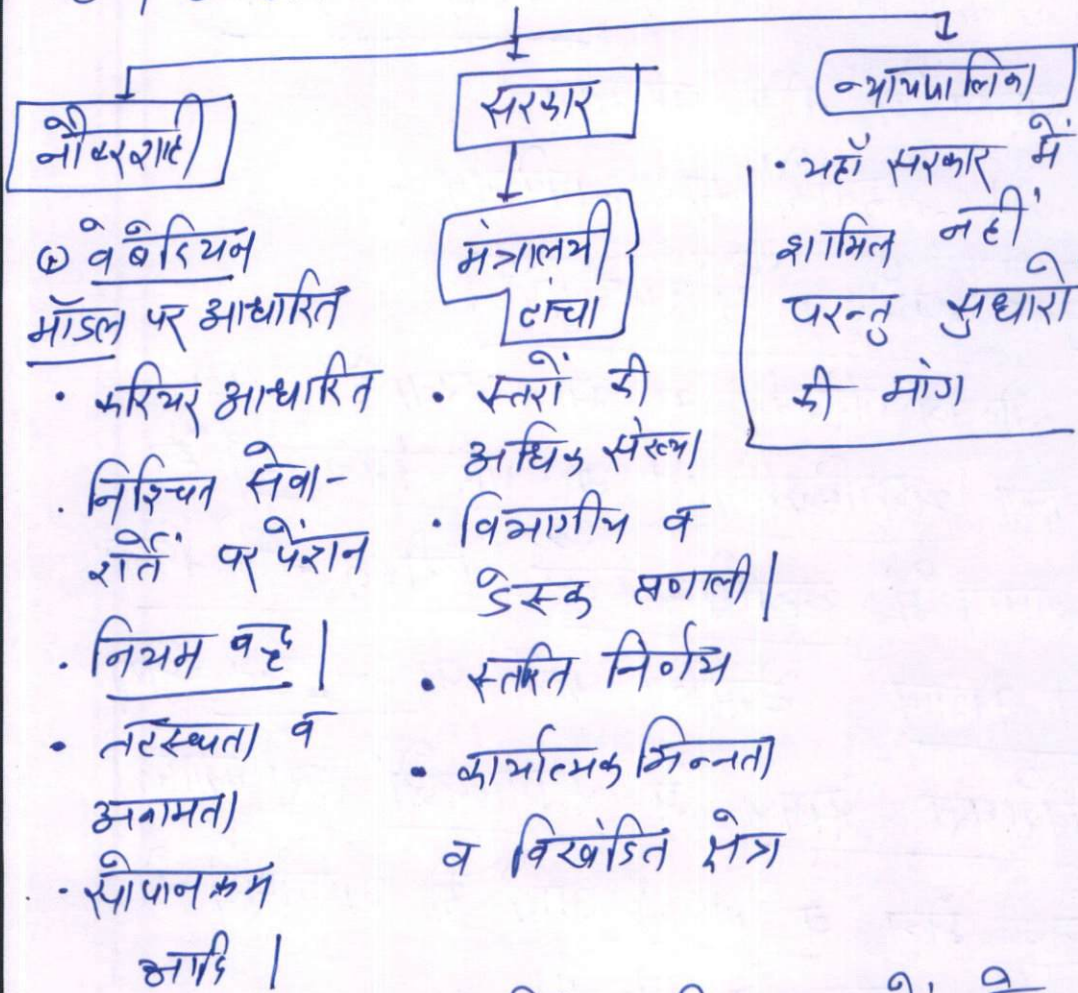 नौकरशाही
⊕ वेबेरियन
मॉडल पर आधारित
• करियर आधारित
• निश्चित सेवा-
शर्तें पर पेंशन
• नियम बद्ध |
• तटस्थता व
अनामता
• सोपानक्रम
आदि |
सरकार
मंत्रालयी
ढांचा
• स्तरों की
अधिक संख्या
• विभागीय व
डेस्क प्रणाली |
• स्तरित निर्णय
• कार्यात्मक भिन्नता
व विखंडित क्षेत्र
न्यायपालिका
• यहाँ सरकार में
शामिल नहीं
परन्तु सुधारों
की मांग